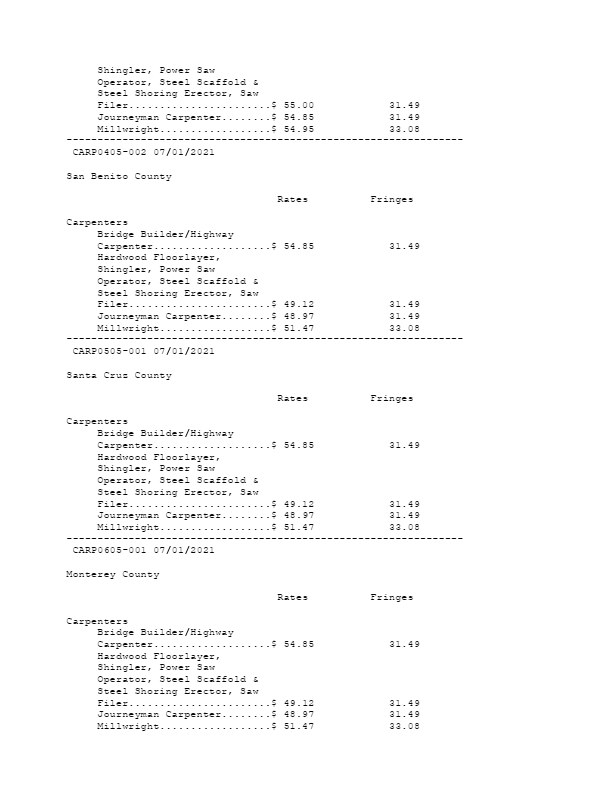 Shingler, Power Saw
Operator, Steel Scaffold &
Steel Shoring Erector, Saw
Filer.......................$ 55.00            31.49
Journeyman Carpenter........$ 54.85            31.49
Millwright..................$ 54.95            33.08
----------------------------------------------------------------
CARP0405-002 07/01/2021
San Benito County
Rates          Fringes
Carpenters
Bridge Builder/Highway
Carpenter...................$ 54.85            31.49
Hardwood Floorlayer,
Shingler, Power Saw
Operator, Steel Scaffold &
Steel Shoring Erector, Saw
Filer.......................$ 49.12            31.49
Journeyman Carpenter........$ 48.97            31.49
Millwright..................$ 51.47            33.08
----------------------------------------------------------------
CARP0505-001 07/01/2021
Santa Cruz County
Rates          Fringes
Carpenters
Bridge Builder/Highway
Carpenter...................$ 54.85            31.49
Hardwood Floorlayer,
Shingler, Power Saw
Operator, Steel Scaffold &
Steel Shoring Erector, Saw
Filer.......................$ 49.12            31.49
Journeyman Carpenter........$ 48.97            31.49
Millwright..................$ 51.47            33.08
----------------------------------------------------------------
CARP0605-001 07/01/2021
Monterey County
Rates          Fringes
Carpenters
Bridge Builder/Highway
Carpenter...................$ 54.85            31.49
Hardwood Floorlayer,
Shingler, Power Saw
Operator, Steel Scaffold &
Steel Shoring Erector, Saw
Filer.......................$ 49.12            31.49
Journeyman Carpenter........$ 48.97            31.49
Millwright..................$ 51.47            33.08